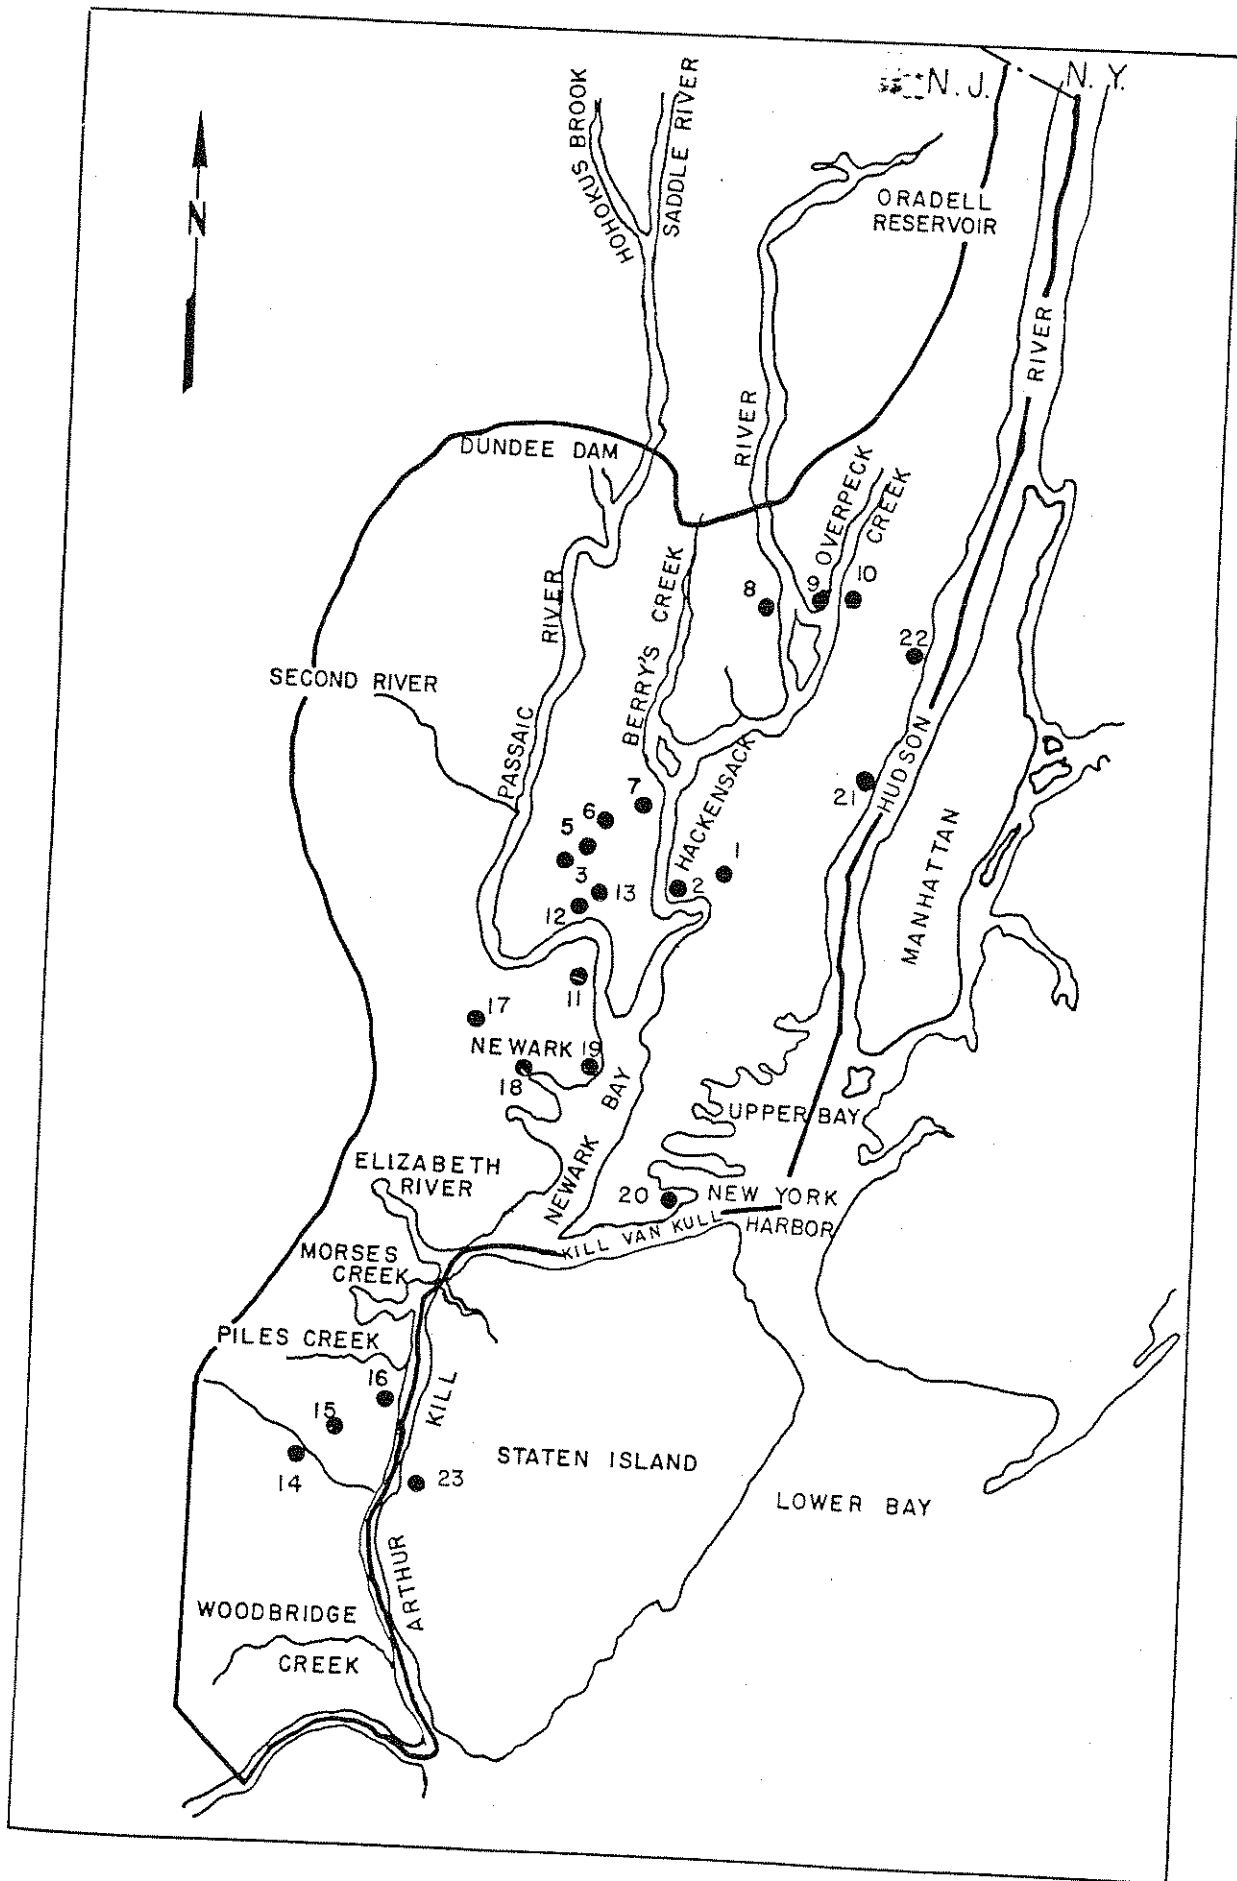 N. J.
N. Y.
N
HOHOKUS BROOK
SADDLE RIVER
ORADELL
RESERVOIR
RIVER
DUNDEE DAM
RIVER
OVERPECK
CREEK
8
9
10
22
PASSAIC
RIVER
BERRY'S CREEK
SECOND RIVER
HACKENSACK
HUDSON
21
7
6
5
3
13
12
2
1
MANHATTAN
11
17
NEWARK
19
18
NEWARK
BAY
UPPER BAY
ELIZABETH
RIVER
20
NEW YORK
HARBOR
KILL VAN KULL
MORSES
CREEK
PILES CREEK
16
15
14
KILL
23
STATEN ISLAND
LOWER BAY
ARTHUR
WOODBRIDGE
CREEK